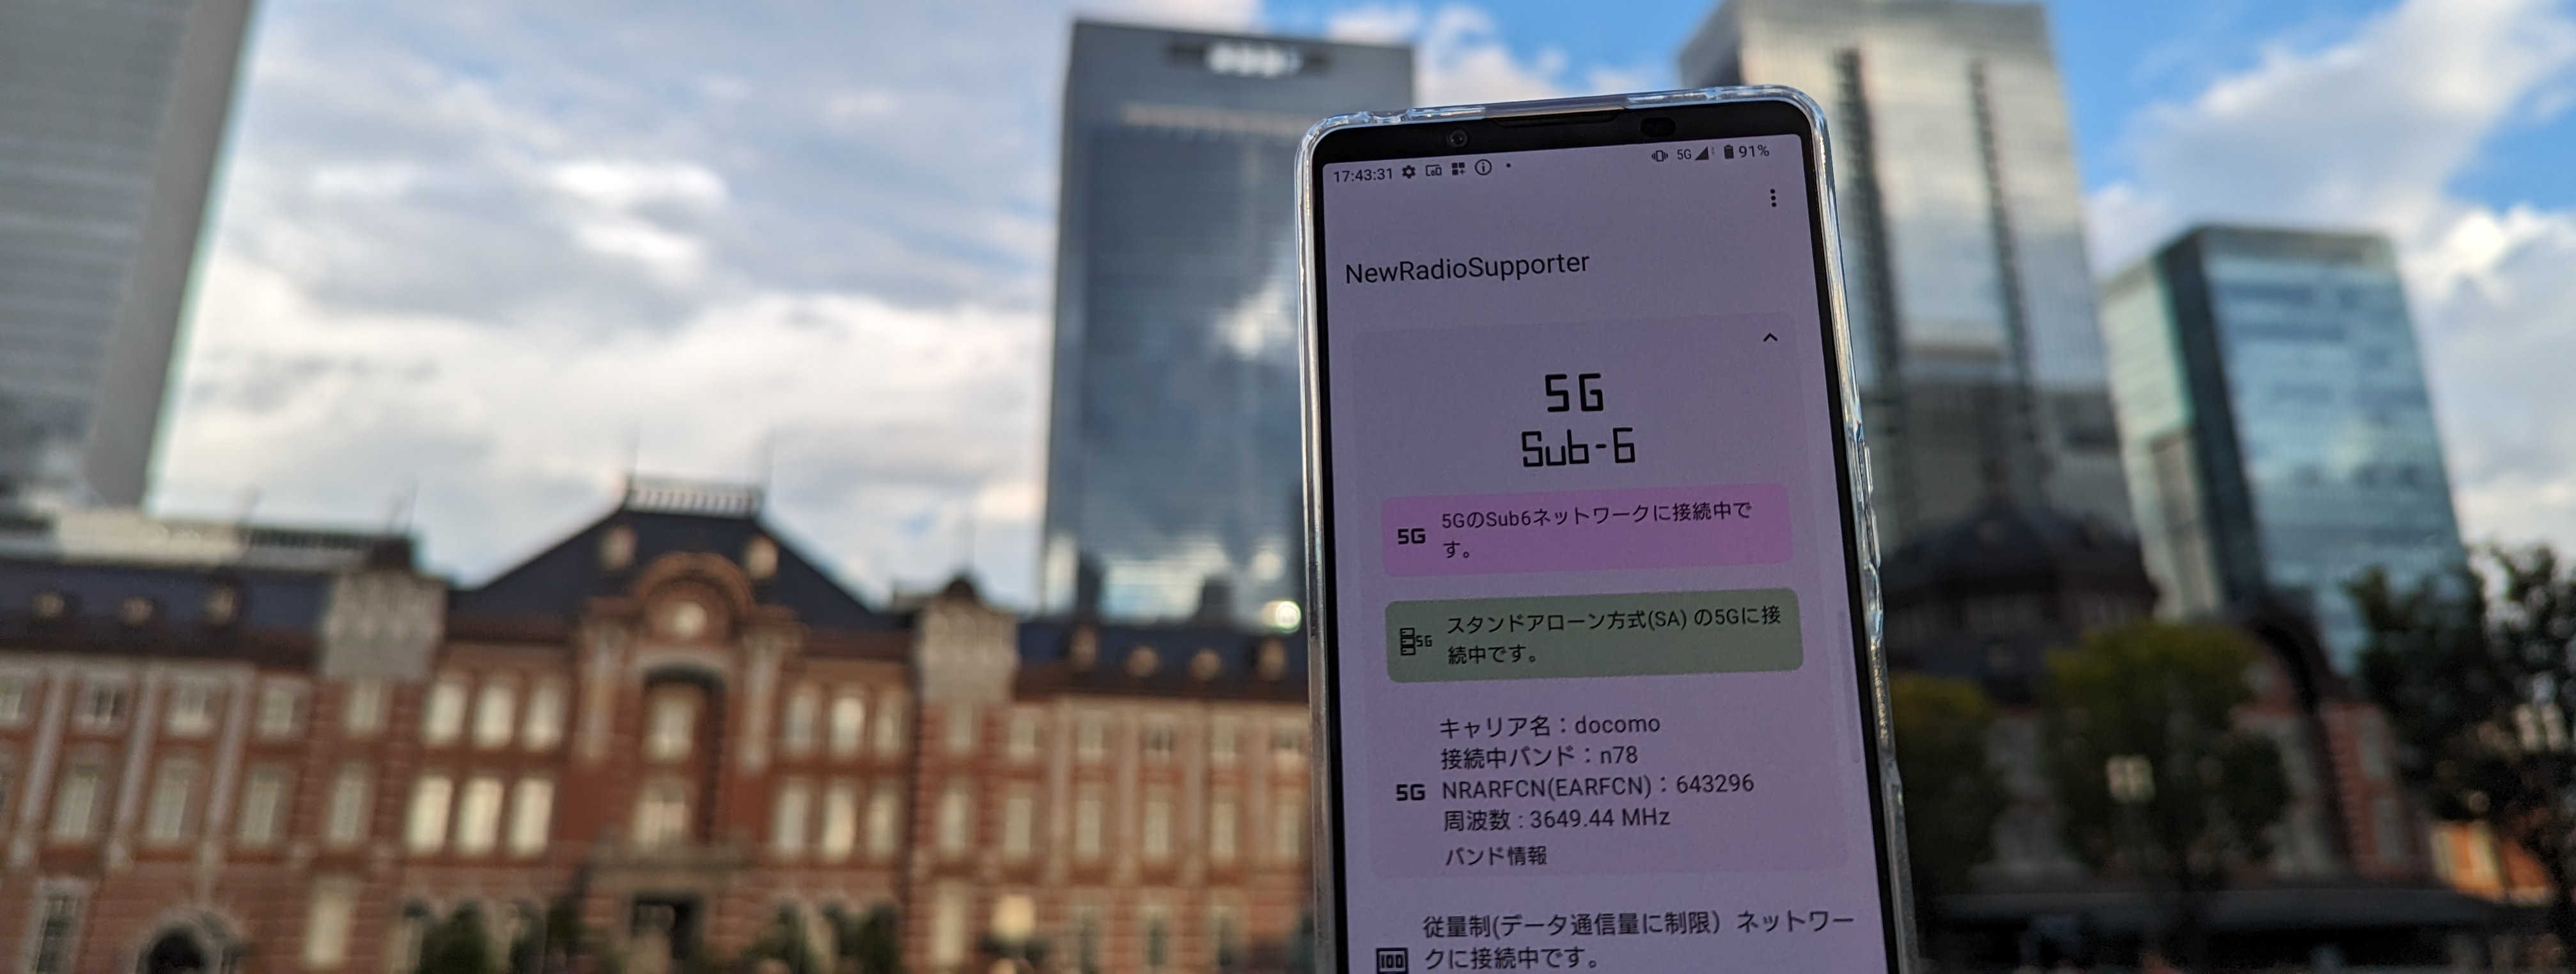 17:43:31
5G
91%
NewRadioSupporter
5G
Sub-6
5G
5GのSub6ネットワークに接続中で
す。
5G
スタンドアローン方式(SA) の5Gに接
続中です。
キャリア名：docomo
接続中バンド：n78
5G
NRARFCN(EARFCN)：643296
周波数 : 3649.44 MHz
バンド情報
従量制(データ通信量に制限）ネットワー
クに接続中です。